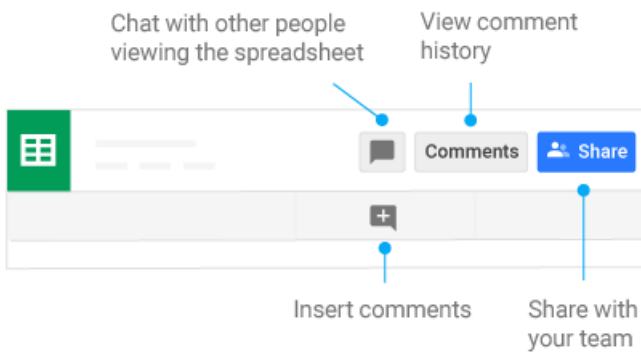 Chat with other people
viewing the spreadsheet
View comment
history
Comments
Share
Insert comments
Share with
your team